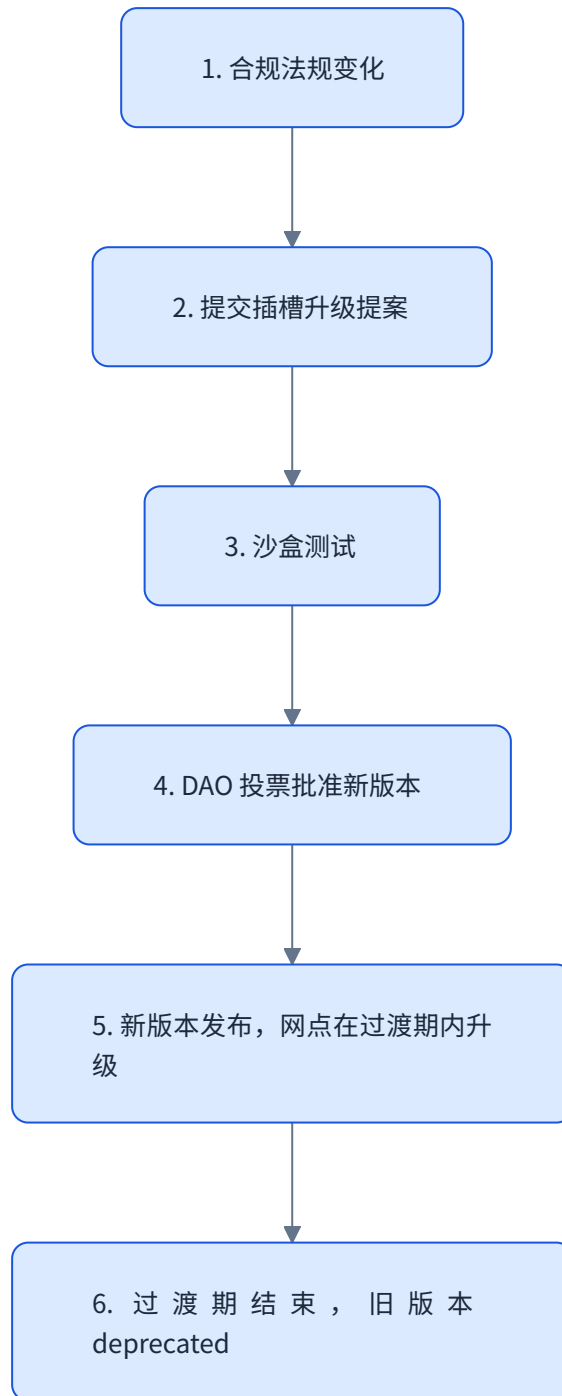 1. 合规法规变化
2. 提交插槽升级提案
3. 沙盒测试
4. DAO 投票批准新版本
5. 新版本发布，网点在过渡期内升
级
6. 过渡期结束，旧版本
deprecated